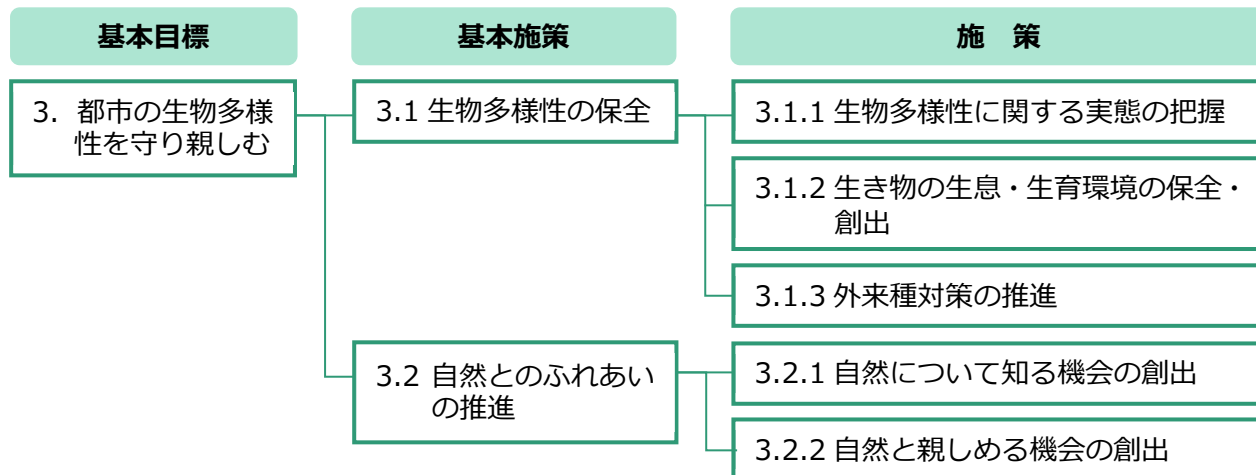 基本目標
基本施策
施　策
3. 都市の生物多様
性を守り親しむ
3.1 生物多様性の保全
3.1.1 生物多様性に関する実態の把握
3.1.2 生き物の生息・生育環境の保全・
創出
3.1.3 外来種対策の推進
3.2 自然とのふれあい
の推進
3.2.1 自然について知る機会の創出
3.2.2 自然と親しめる機会の創出